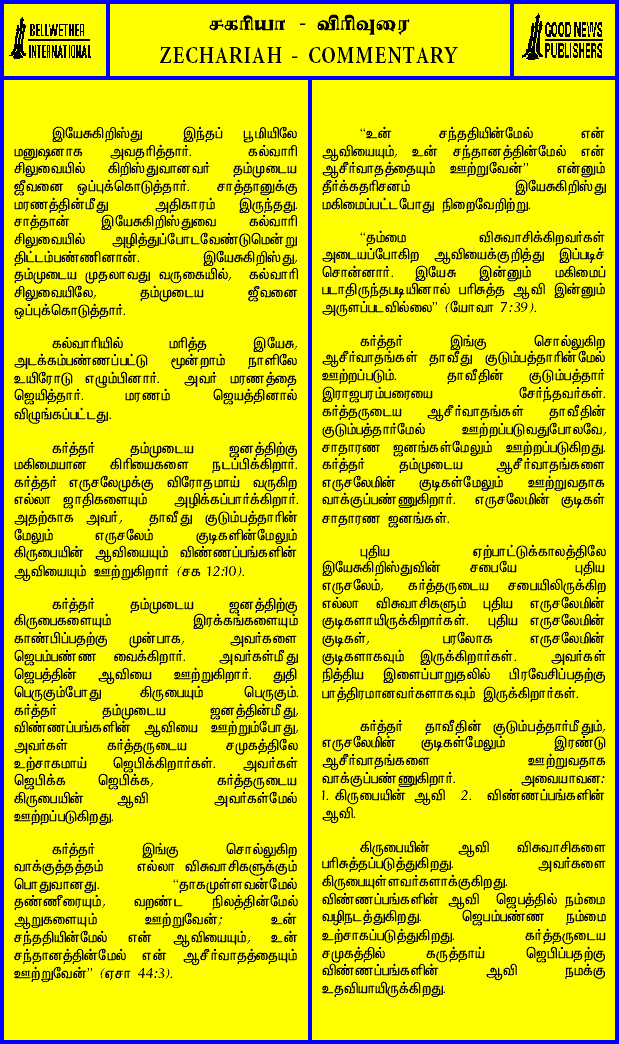 BELLWETHER
INTERNATIONAL
சகரியா - விரிவுரை
ZECHARIAH - COMMENTARY
GOOD NEWS
PUBLISHERS
இயேசுகிறிஸ்து இந்தப் பூமியிலே
மனுஷனாக அவதரித்தார். கல்வாரி
சிலுவையில் கிறிஸ்துவானவர் தம்முடைய
ஜீவனை ஒப்புக்கொடுத்தார். சாத்தானுக்கு
மரணத்தின்மீது அதிகாரம் இருந்தது.
சாத்தான் இயேசுகிறிஸ்துவை கல்வாரி
சிலுவையில் அழித்துப்போடவேண்டுமென்று
திட்டம்பண்ணினான். இயேசுகிறிஸ்து,
தம்முடைய முதலாவது வருகையில், கல்வாரி
சிலுவையிலே, தம்முடைய ஜீவனை
ஒப்புக்கொடுத்தார்.
கல்வாரியில் மரித்த இயேசு,
அடக்கம்பண்ணப்பட்டு மூன்றாம் நாளிலே
உயிரோடு எழும்பினார். அவர் மரணத்தை
ஜெயித்தார். மரணம் ஜெயத்தினால்
விழுங்கப்பட்டது.
கர்த்தர் தம்முடைய ஜனத்திற்கு
மகிமையான கிரியைகளை நடப்பிக்கிறார்.
கர்த்தர் எருசலேமுக்கு விரோதமாய் வருகிற
எல்லா ஜாதிகளையும் அழிக்கப்பார்க்கிறார்.
அதற்காக அவர், தாவீது குடும்பத்தாரின்
மேலும் எருசலேம் குடிகளின்மேலும்
கிருபையின் ஆவியையும் விண்ணப்பங்களின்
ஆவியையும் ஊற்றுகிறார் (சக 12:10).
கர்த்தர் தம்முடைய ஜனத்திற்கு
கிருபைகளையும் இரக்கங்களையும்
காண்பிப்பதற்கு முன்பாக, அவர்களை
ஜெபம்பண்ண வைக்கிறார். அவர்கள்மீது
ஜெபத்தின் ஆவியை ஊற்றுகிறார். துதி
பெருகும்போது கிருபையும் பெருகும்.
கர்த்தர் தம்முடைய ஜனத்தின்மீது,
விண்ணப்பங்களின் ஆவியை ஊற்றும்போது,
அவர்கள் கர்த்தருடைய சமுகத்திலே
உற்சாகமாய் ஜெபிக்கிறார்கள். அவர்கள்
ஜெபிக்க ஜெபிக்க, கர்த்தருடைய
கிருபையின் ஆவி அவர்கள்மேல்
ஊற்றப்படுகிறது.
கர்த்தர் இங்கு சொல்லுகிற
வாக்குத்தத்தம் எல்லா விசுவாசிகளுக்கும்
பொதுவானது. “தாகமுள்ளவன்மேல்
தண்ணீரையும், வறண்ட நிலத்தின்மேல்
ஆறுகளையும் ஊற்றுவேன்; உன்
சந்ததியின்மேல் என் ஆவியையும், உன்
சந்தானத்தின்மேல் என் ஆசீர்வாதத்தையும்
ஊற்றுவேன்” (ஏசா 44:3).
“உன் சந்ததியின்மேல் என்
ஆவியையும், உன் சந்தானத்தின்மேல் என்
ஆசீர்வாதத்தையும் ஊற்றுவேன்” என்னும்
தீர்க்கதரிசனம் இயேசுகிறிஸ்து
மகிமைப்பட்டபோது நிறைவேறிற்று.
“தம்மை விசுவாசிக்கிறவர்கள்
அடையப்போகிற ஆவியைக்குறித்து இப்படிச்
சொன்னார். இயேசு இன்னும் மகிமைப்
படாதிருந்தபடியினால் பரிசுத்த ஆவி இன்னும்
அருளப்படவில்லை” (யோவா 7:39).
கர்த்தர் இங்கு சொல்லுகிற
ஆசீர்வாதங்கள் தாவீது குடும்பத்தாரின்மேல்
ஊற்றப்படும். தாவீதின் குடும்பத்தார்
இராஜபரம்பரையை சேர்ந்தவர்கள்.
கர்த்தருடைய ஆசீர்வாதங்கள் தாவீதின்
குடும்பத்தார்மேல் ஊற்றப்படுவதுபோலவே,
சாதாரண ஜனங்கள்மேலும் ஊற்றப்படுகிறது.
கர்த்தர் தம்முடைய ஆசீர்வாதங்களை
எருசலேமின் குடிகள்மேலும் ஊற்றுவதாக
வாக்குப்பண்ணுகிறார். எருசலேமின் குடிகள்
சாதாரண ஜனங்கள்.
புதிய ஏற்பாட்டுக்காலத்திலே
இயேசுகிறிஸ்துவின் சபையே புதிய
எருசலேம், கர்த்தருடைய சபையிலிருக்கிற
எல்லா விசுவாசிகளும் புதிய எருசலேமின்
குடிகளாயிருக்கிறார்கள். புதிய எருசலேமின்
குடிகள், பரலோக எருசலேமின்
குடிகளாகவும் இருக்கிறார்கள். அவர்கள்
நித்திய இளைப்பாறுதலில் பிரவேசிப்பதற்கு
பாத்திரமானவர்களாகவும் இருக்கிறார்கள்.
கர்த்தர் தாவீதின் குடும்பத்தார்மீதும்,
எருசலேமின் குடிகள்மேலும் இரண்டு
ஆசீர்வாதங்களை ஊற்றுவதாக
வாக்குப்பண்ணுகிறார். அவையாவன:
1. கிருபையின் ஆவி 2. விண்ணப்பங்களின்
ஆவி.
கிருபையின் ஆவி விசுவாசிகளை
பரிசுத்தப்படுத்துகிறது. அவர்களை
கிருபையுள்ளவர்களாக்குகிறது.
விண்ணப்பங்களின் ஆவி ஜெபத்தில் நம்மை
வழிநடத்துகிறது. ஜெபம்பண்ண நம்மை
உற்சாகப்படுத்துகிறது. கர்த்தருடைய
சமுகத்தில் கருத்தாய் ஜெபிப்பதற்கு
விண்ணப்பங்களின் ஆவி நமக்கு
உதவியாயிருக்கிறது.